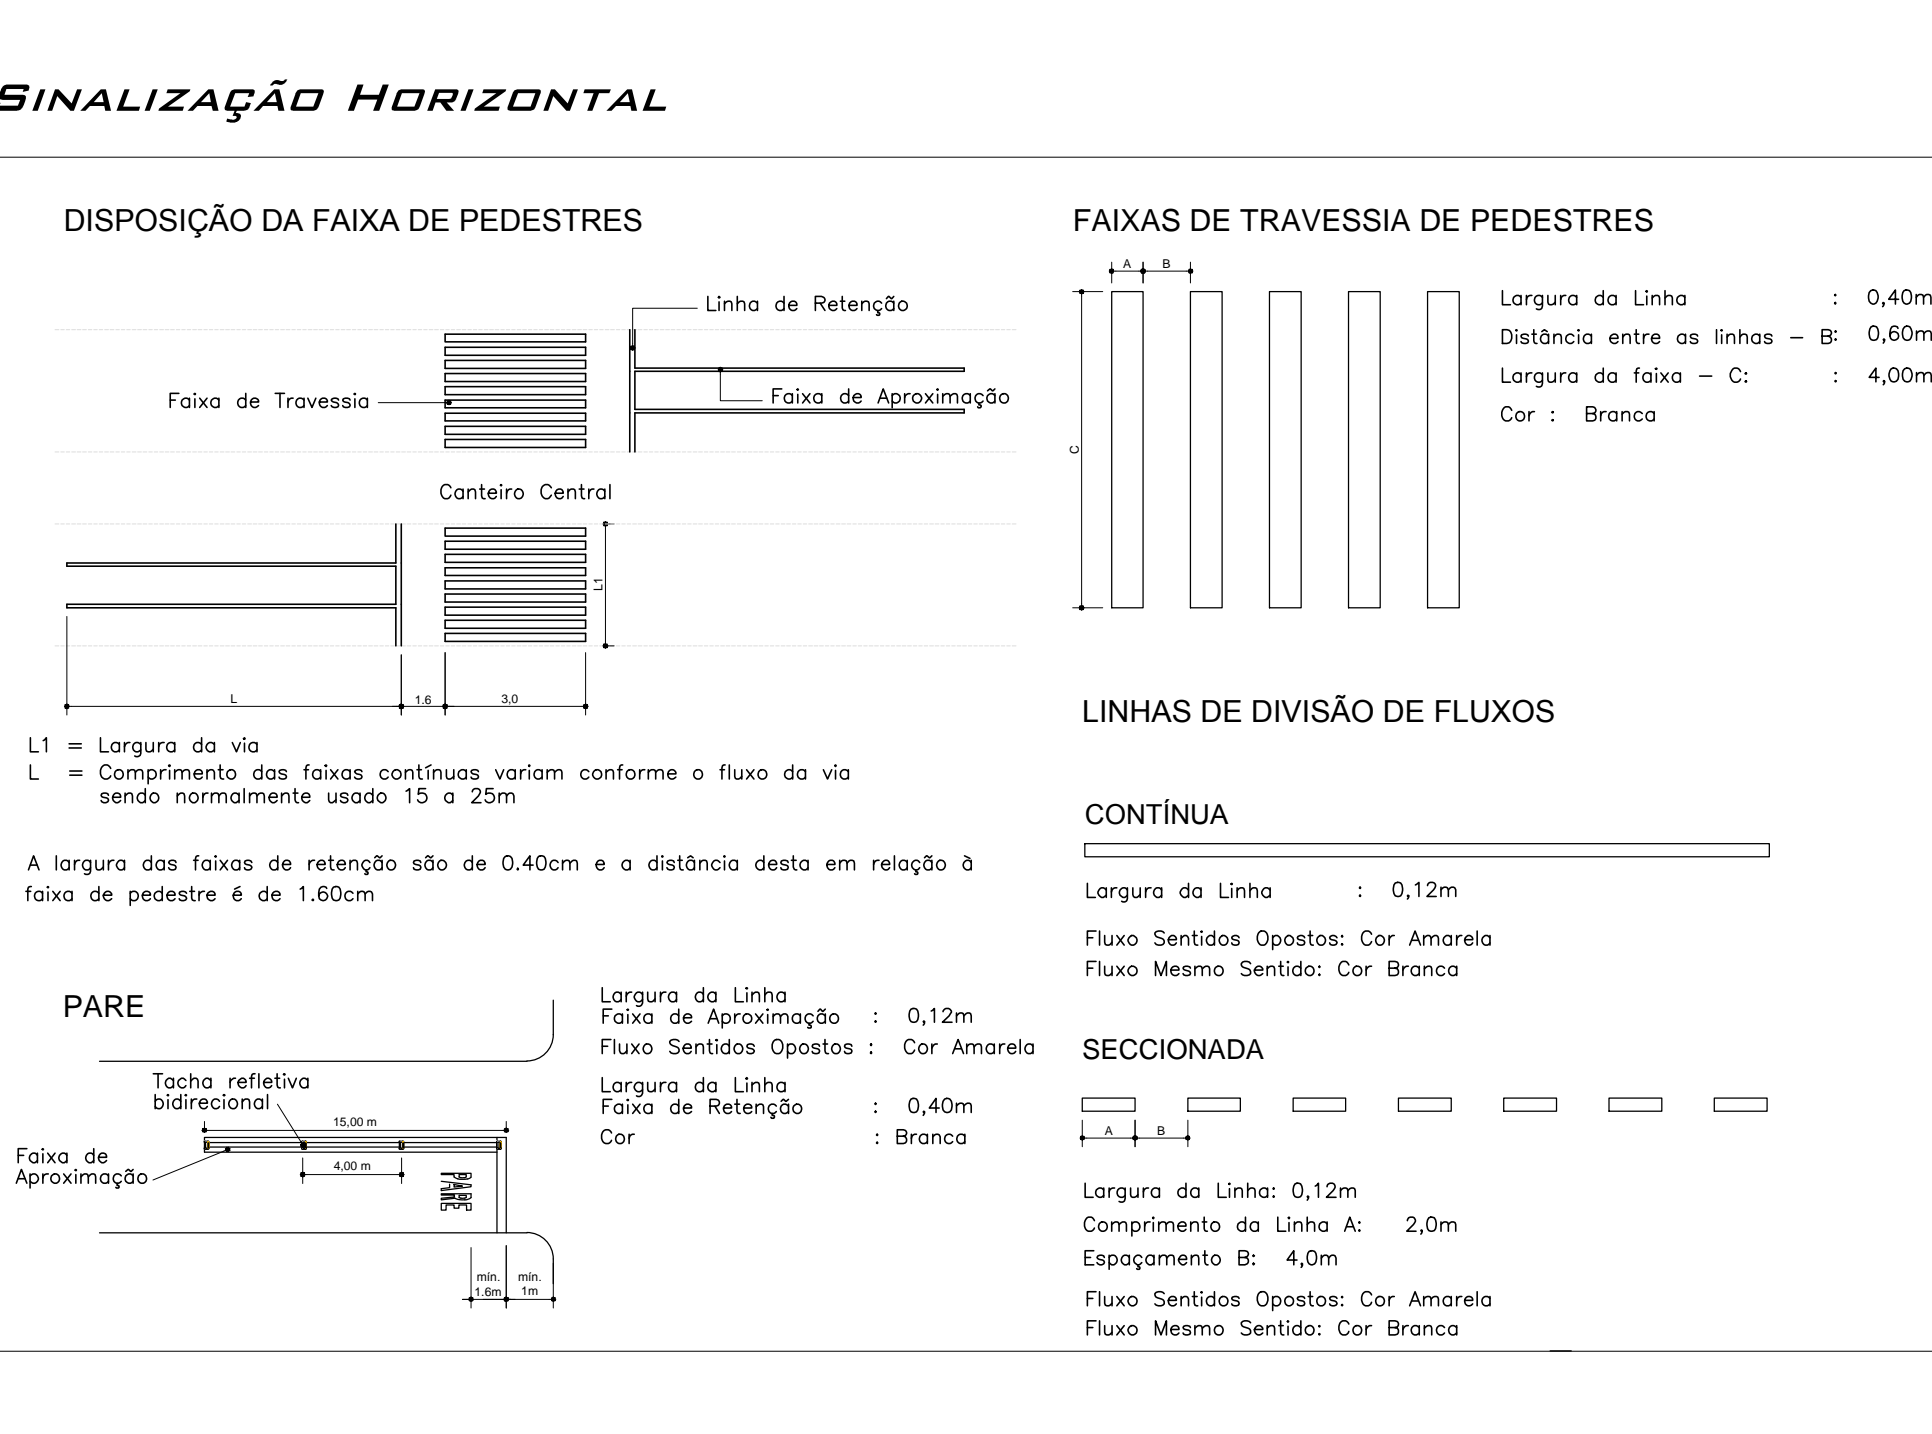 SINALIZAÇÃO HORIZONTAL
DISPOSIÇÃO DA FAIXA DE PEDESTRES
Linha de Retenção
Faixa de Travessia
Faixa de Aproximação
Canteiro Central
L1
L
1.6
3,0
L1 = Largura da via
L = Comprimento das faixas contínuas variam conforme o fluxo da via
sendo normalmente usado 15 a 25m
A largura das faixas de retenção são de 0.40cm e a distância desta em relação à
faixa de pedestre é de 1.60cm
PARE
Tacha refletiva
bidirecional
15,00 m
Faixa de
Aproximação
4,00 m
PARE
mín.
1.6m
mín.
1m
Largura da Linha
Faixa de Aproximação : 0,12m
Fluxo Sentidos Opostos : Cor Amarela
Largura da Linha
Faixa de Retenção : 0,40m
Cor : Branca
FAIXAS DE TRAVESSIA DE PEDESTRES
A B
C
Largura da Linha : 0,40m
Distância entre as linhas – B: 0,60m
Largura da faixa – C: : 4,00m
Cor : Branca
LINHAS DE DIVISÃO DE FLUXOS
CONTÍNUA
Largura da Linha : 0,12m
Fluxo Sentidos Opostos: Cor Amarela
Fluxo Mesmo Sentido: Cor Branca
SECCIONADA
A B
Largura da Linha: 0,12m
Comprimento da Linha A: 2,0m
Espaçamento B: 4,0m
Fluxo Sentidos Opostos: Cor Amarela
Fluxo Mesmo Sentido: Cor Branca